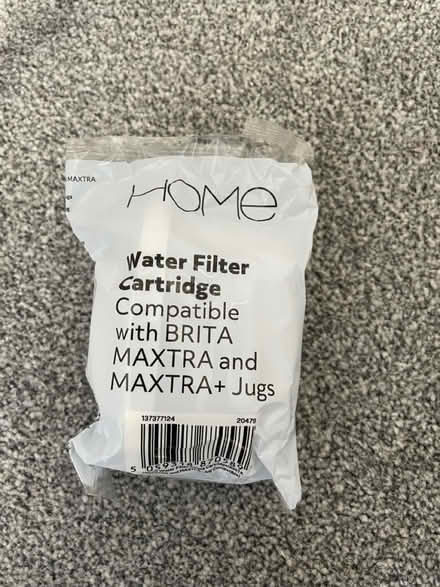 MAXTRA
HOME
Water Filter
Cartridge
Compatible
with BRITA
MAXTRA and
MAXTRA+ Jugs
137377124 20479